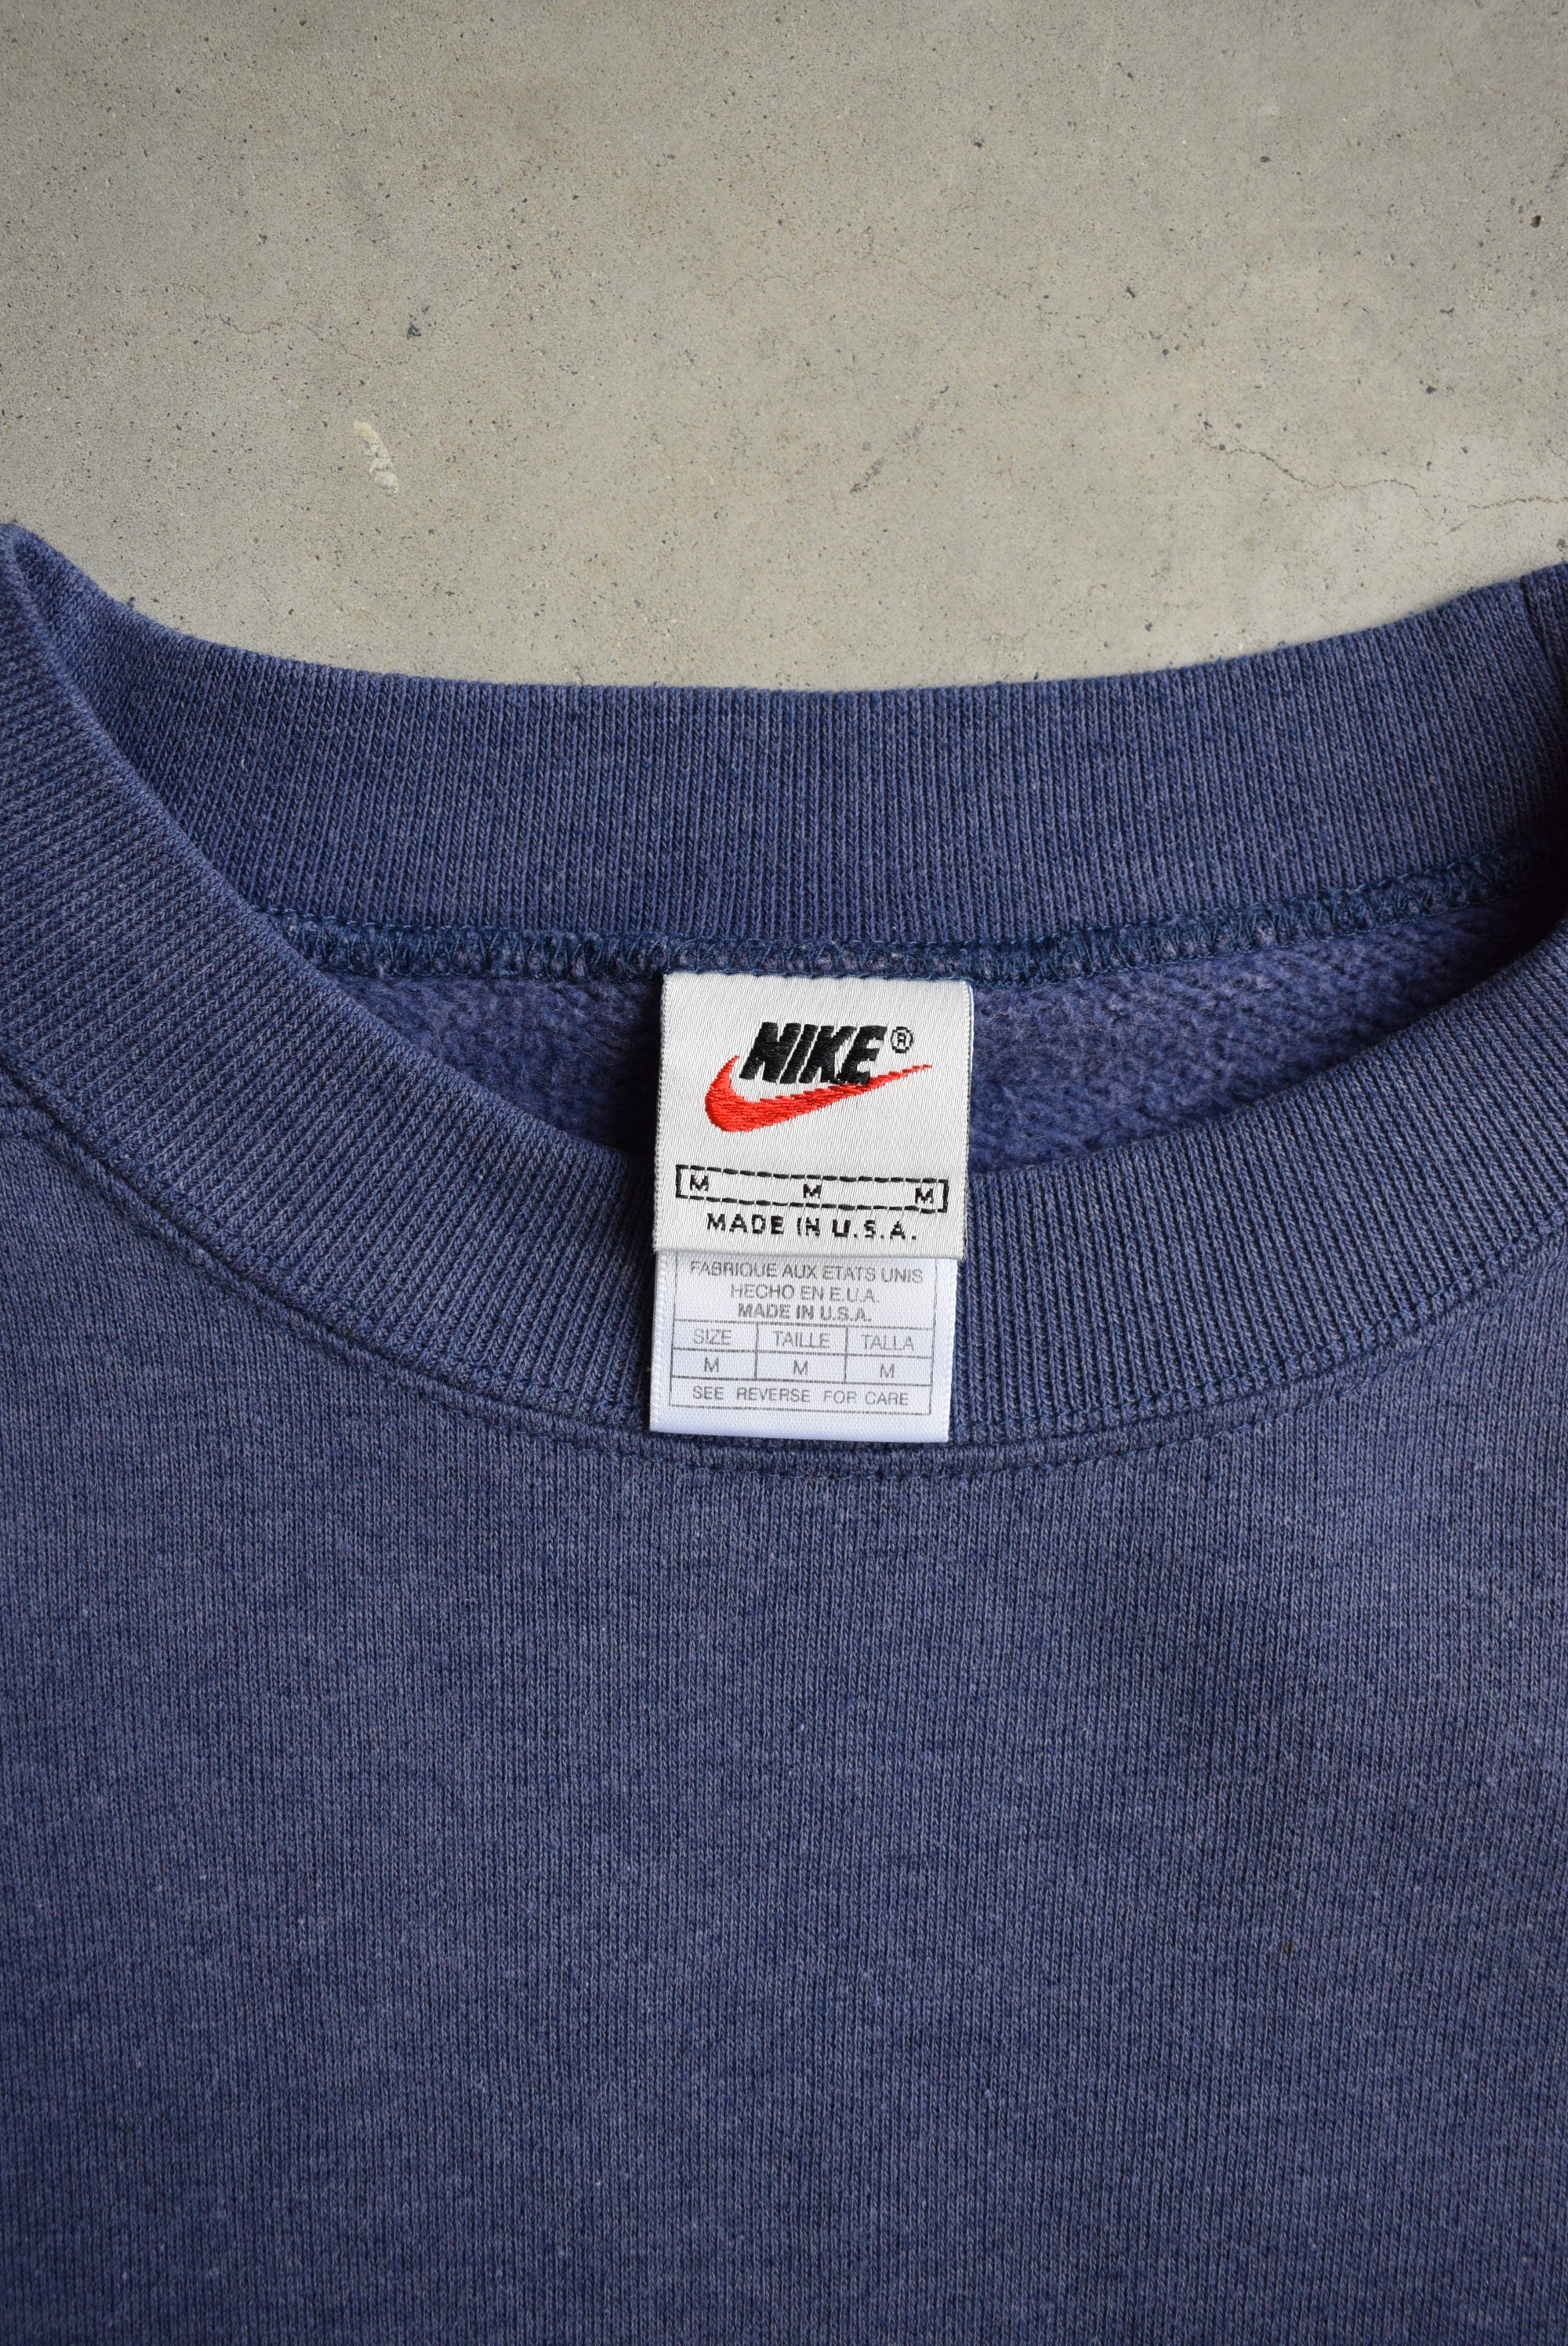 NIKE®
M M M
MADE IN U.S.A.
FABRIQUE AUX ETATS UNIS
HECHO EN E.U.A.
MADE IN U.S.A.
SIZE TAILLE TALLA
M M M
SEE REVERSE FOR CARE